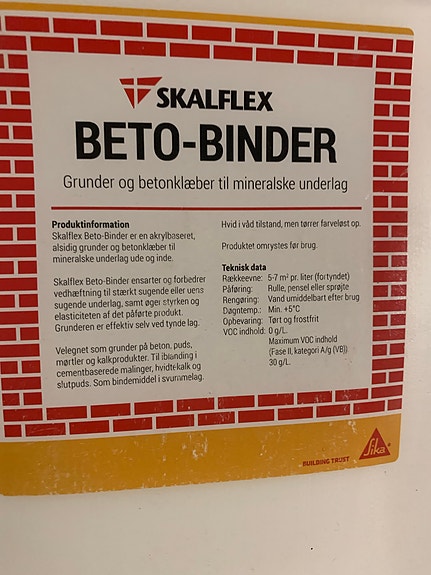 SKALFLEX
BETO-BINDER
Grunder og betonklæber til mineralske underlag
Produktinformation
Skalflex Beto-Binder er en akrylbaseret,
alsidig grunder og betonklæber til
mineralske underlag ude og inde.
Skalflex Beto-Binder ensarter og forbedrer
vedhæftning til stærkt sugende eller uens
sugende underlag, samt øger styrken og
elasticiteten af det påførte produkt.
Grunderen er effektiv selv ved tynde lag.
Velegnet som grunder på beton, puds,
mørtler og kalkprodukter. Til iblanding i
cementbaserede malinger, hvidtekalk og
slutpuds. Som bindemiddel i svummelag.
Hvid i våd tilstand, men tørrer farveløst op.
Produktet omrystes før brug.
Teknisk data
Rækkeevne: 5-7 m² pr. liter (fortyndet)
Påføring: Rulle, pensel eller sprøjte
Rengøring: Vand umiddelbart efter brug
Døgntemp.: Min. +5°C
Opbevaring: Tørt og frostfrit
VOC indhold: 0 g/L.
Maximum VOC indhold
(Fase II, kategori A/g (VB))
30 g/L.
BUILDING TRUST
Sika®